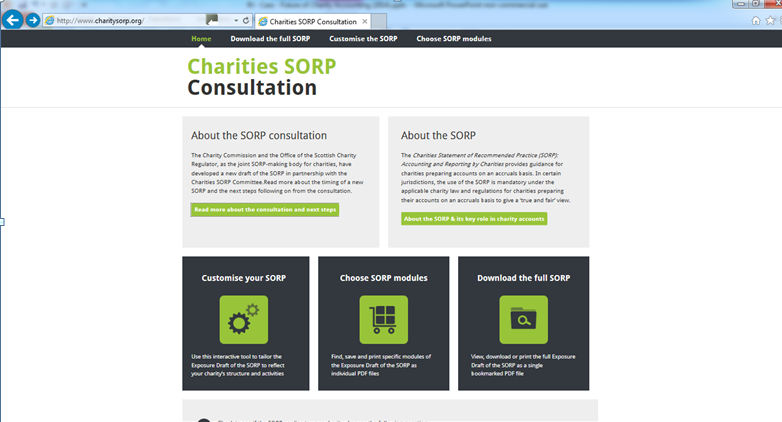 http://www.charitysorp.org/
Charities SORP Consultation
Home Download the full SORP Customise the SORP Choose SORP modules
Charities SORP
Consultation
About the SORP consultation
The Charity Commission and the Office of the Scottish Charity
Regulator, as the joint SORP-making body for charities, have
developed a new draft of the SORP in partnership with the
Charities SORP Committee.Read more about the timing of a new
SORP and the next steps following on from the consultation.
Read more about the consultation and next steps
About the SORP
The Charities Statement of Recommended Practice (SORP):
Accounting and Reporting by Charities provides guidance for
charities preparing accounts on an accruals basis. In certain
jurisdictions, the use of the SORP is mandatory under the
applicable charity law and regulations for charities preparing
their accounts on an accruals basis to give a 'true and fair' view.
About the SORP & its key role in charity accounts
Customise your SORP
Use this interactive tool to tailor the
Exposure Draft of the SORP to reflect
your charity's structure and activities
Choose SORP modules
Find, save and print specific modules of
the Exposure Draft of the SORP as
individual PDF files
Download the full SORP
View, download or print the full Exposure
Draft of the SORP as a single
bookmarked PDF file